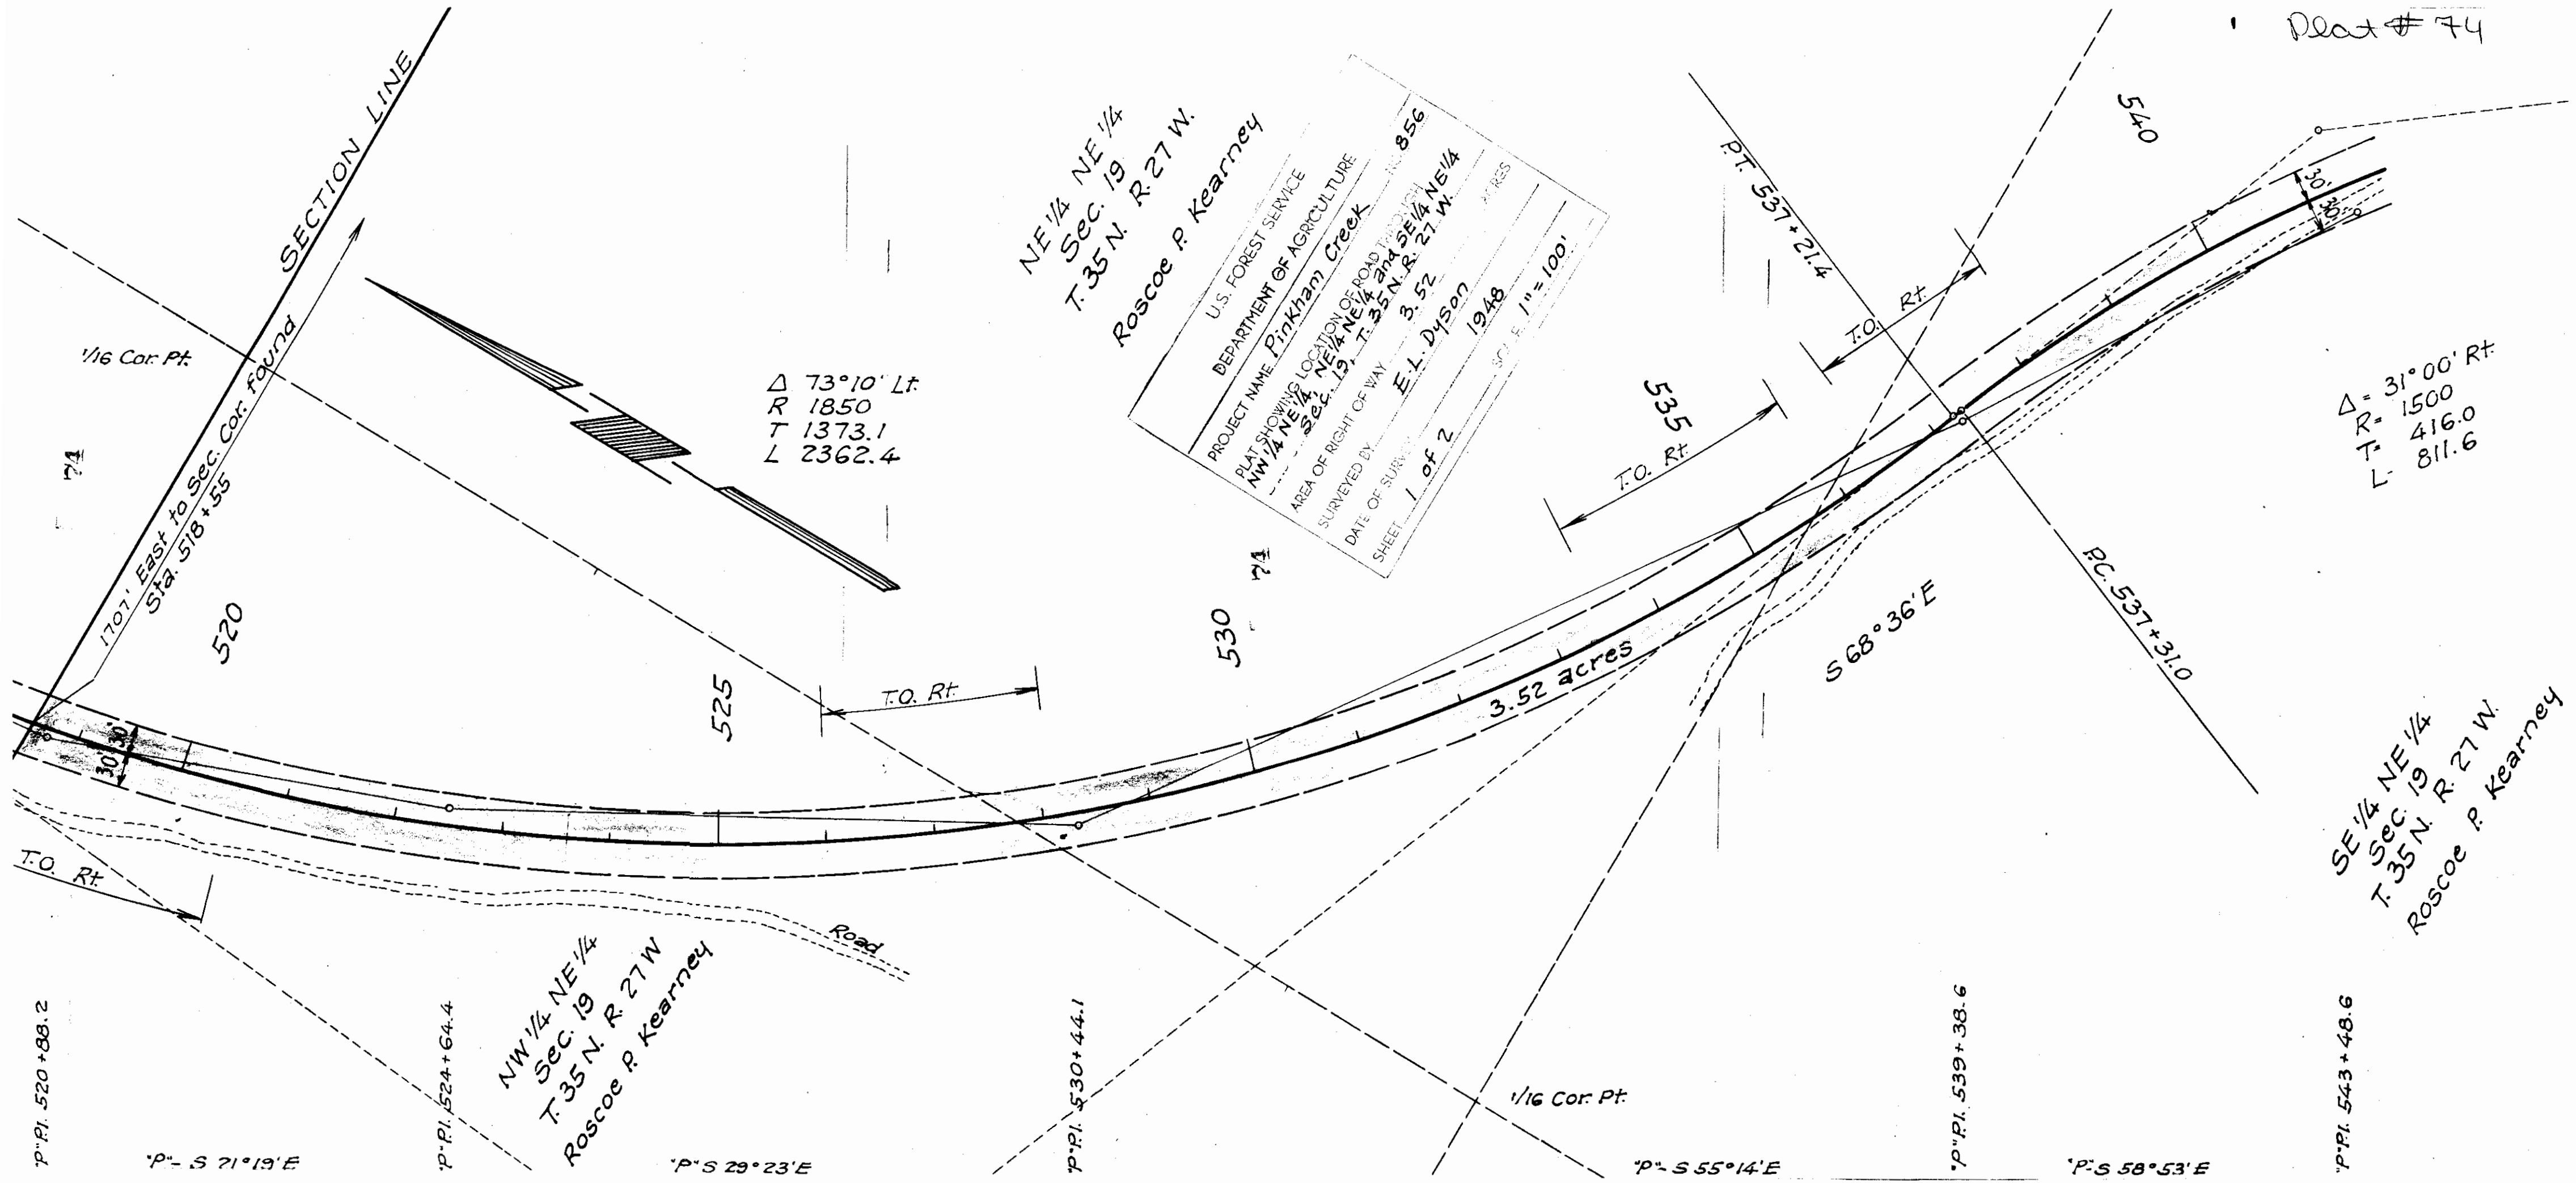 Plat # 74
SECTION LINE
1707' East to Sec. Cor. found
Sta. 518+55
1/16 Cor. Pt.
74
Δ 73°10' Lt.
R 1850
T 1373.1
L 2362.4
NE 1/4 NE 1/4
Sec. 19
T. 35 N. R. 27 W.
Roscoe P. Kearney
U.S. FOREST SERVICE
DEPARTMENT OF AGRICULTURE
PROJECT NAME Pinkham Creek NO. 856
PLAT SHOWING LOCATION OF ROAD THROUGH
NW 1/4 NE 1/4, NE 1/4 NE 1/4 and SE 1/4 NE 1/4
Sec. 19, T. 35 N. R. 27 W.
AREA OF RIGHT OF WAY 3.52 ACRES
SURVEYED BY E. L. Dyson
DATE OF SURVEY 1948
SHEET 1 of 2 SCALE 1" = 100'
P.T. 537+21.4
540
30'
30'
T.O. Rt.
535
T.O. Rt.
Δ= 31°00' Rt.
R= 1500
T= 416.0
L- 811.6
P.C. 537+31.0
S 68°36' E
520
525
530
74
T.O. Rt.
3.52 acres
30'
30'
T.O. Rt.
Road
NW 1/4 NE 1/4
Sec. 19
T. 35 N. R. 27 W
Roscoe P. Kearney
SE 1/4 NE 1/4
Sec. 19
T. 35 N. R. 27 W.
Roscoe P. Kearney
1/16 Cor. Pt.
"P" P.I. 520+88.2
"P"- S 21°19' E
"P" P.I. 524+64.4
"P" S 29°23' E
"P" P.I. 530+44.1
"P"- S 55°14' E
"P" P.I. 539+38.6
"P"- S 58°53' E
"P" P.I. 543+48.6